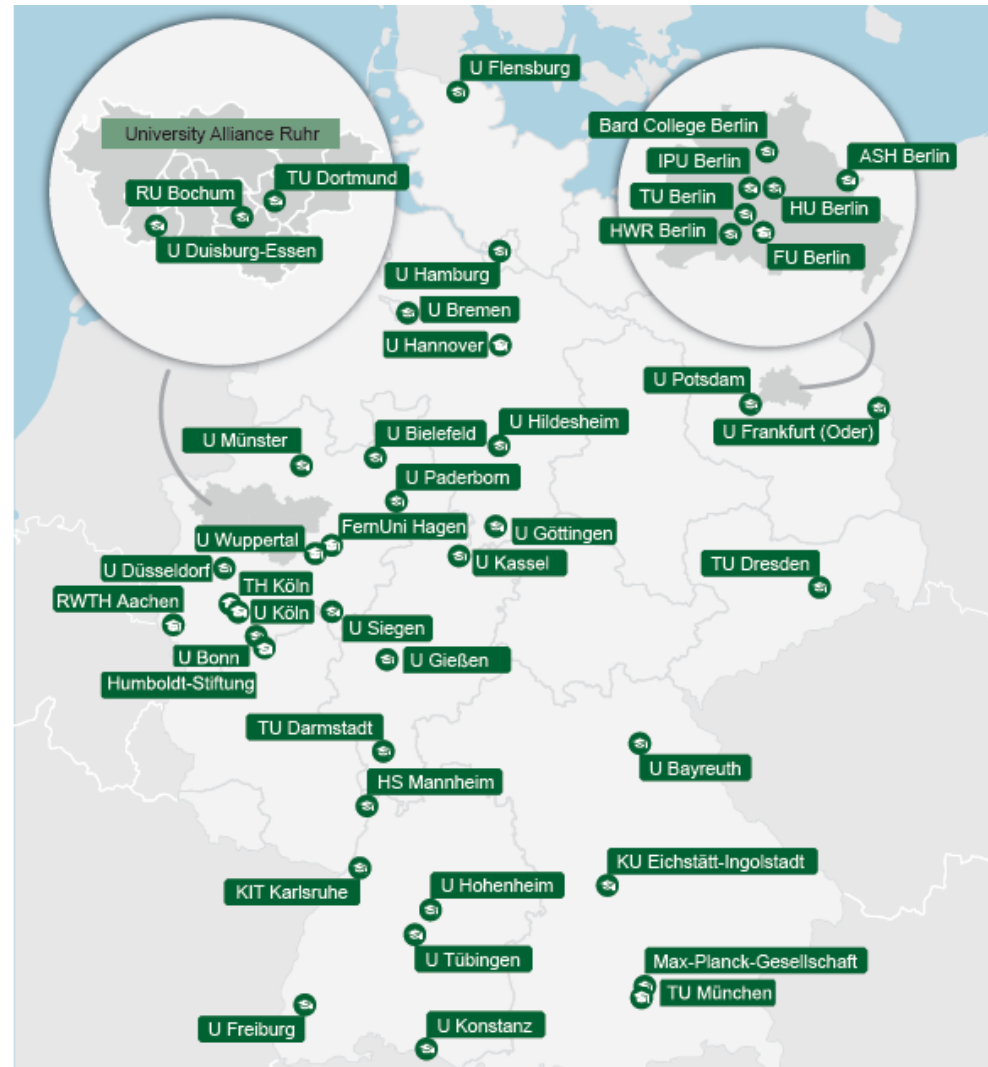 U Flensburg
University Alliance Ruhr
TU Dortmund
RU Bochum
U Duisburg-Essen
Bard College Berlin
IPU Berlin
ASH Berlin
TU Berlin
HU Berlin
HWR Berlin
FU Berlin
U Hamburg
U Bremen
U Hannover
U Potsdam
U Frankfurt (Oder)
U Hildesheim
U Bielefeld
U Münster
U Paderborn
FernUni Hagen
U Göttingen
U Wuppertal
U Kassel
TU Dresden
U Düsseldorf
TH Köln
RWTH Aachen
U Köln
U Siegen
U Bonn
U Gießen
Humboldt-Stiftung
TU Darmstadt
U Bayreuth
HS Mannheim
KU Eichstätt-Ingolstadt
KIT Karlsruhe
U Hohenheim
U Tübingen
Max-Planck-Gesellschaft
TU München
U Freiburg
U Konstanz